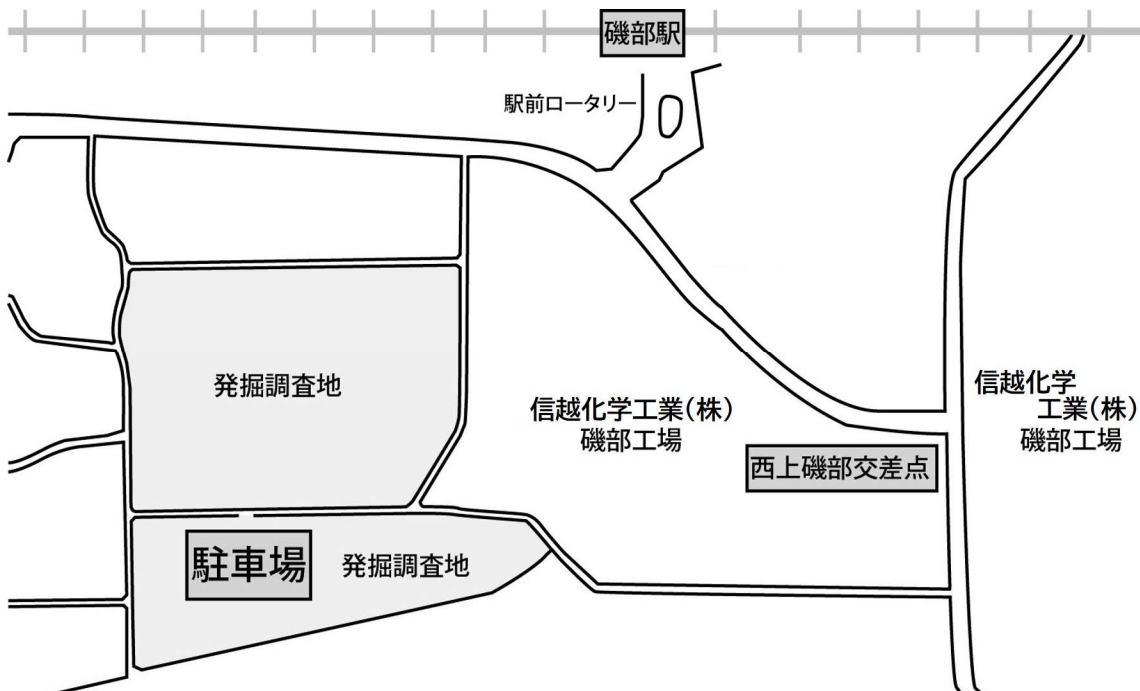 磯部駅
駅前ロータリー
発掘調査地
信越化学工業(株)
磯部工場
信越化学
工業(株)
磯部工場
西上磯部交差点
駐車場
発掘調査地